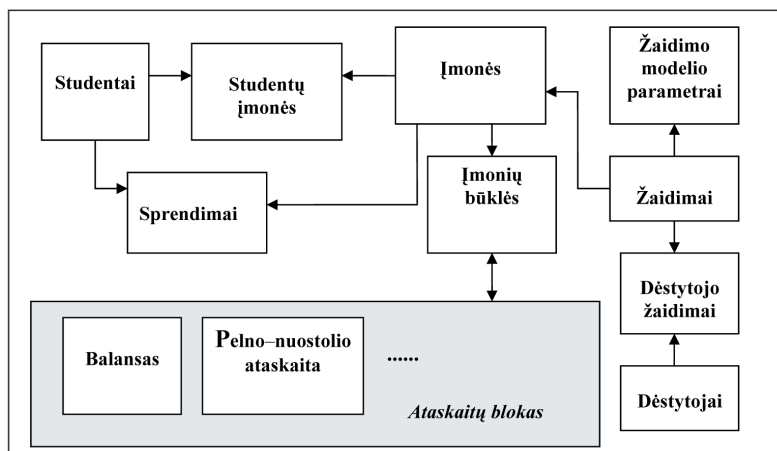 Studentai
Studentų
įmonės
Įmonės
Žaidimo
modelio
parametrai
Sprendimai
Įmonių
būklės
Žaidimai
Dėstytojo
žaidimai
Balansas
Pelno–nuostolio
ataskaita
......
Ataskaitų blokas
Dėstytojai